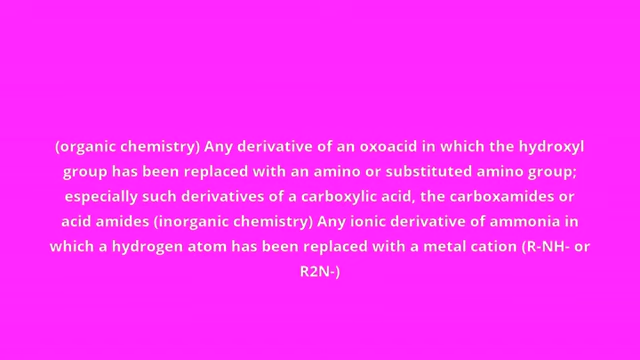 (organic chemistry) Any derivative of an oxoacid in which the hydroxyl
group has been replaced with an amino or substituted amino group;
especially such derivatives of a carboxylic acid, the carboxamides or
acid amides (inorganic chemistry) Any ionic derivative of ammonia in
which a hydrogen atom has been replaced with a metal cation (R-NH- or
R2N-)